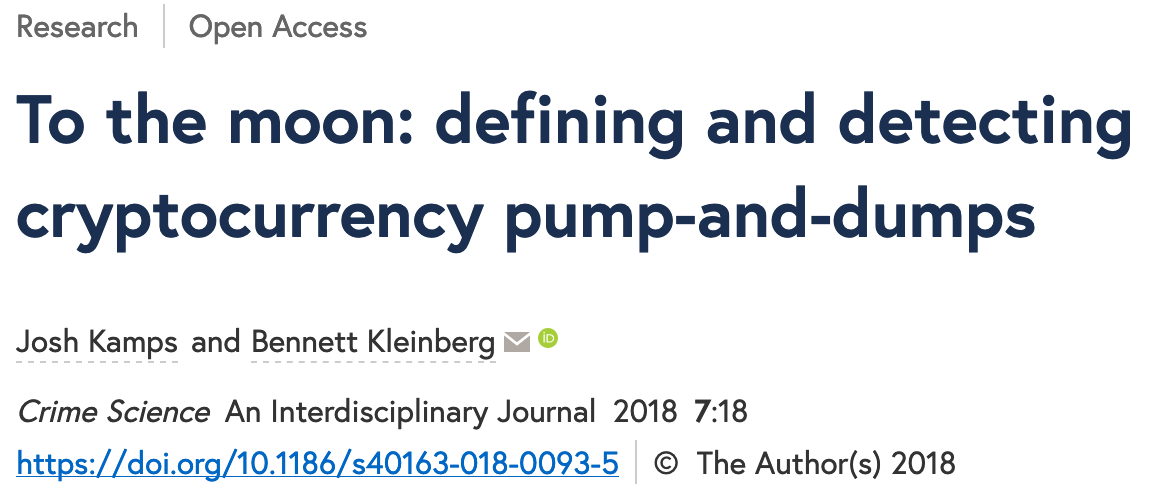 Research | Open Access
To the moon: defining and detecting
cryptocurrency pump-and-dumps
Josh Kamps and Bennett Kleinberg iD
Crime Science An Interdisciplinary Journal 2018 7:18
https://doi.org/10.1186/s40163-018-0093-5 | © The Author(s) 2018